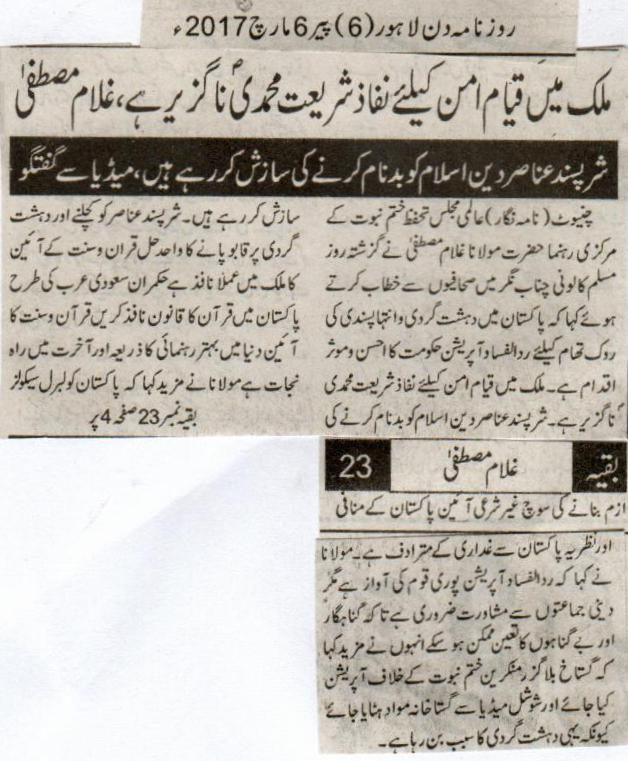 روزنامہ دن لاہور (6) پیر 6 مارچ 2017ء
ملک میں قیام امن کیلئے نفاذ شریعت محمدیؐ ناگزیر ہے، غلام مصطفیٰ
شرپسند عناصر دین اسلام کو بدنام کرنے کی سازش کر رہے ہیں، میڈیا سے گفتگو
چنیوٹ (نامہ نگار) عالمی مجلس تحفظ ختم نبوت کے
مرکزی رہنما حضرت مولانا غلام مصطفیٰ نے گزشتہ روز
مسلم کالونی چناب نگر میں صحافیوں سے خطاب کرتے
ہوئے کہا کہ پاکستان میں دہشت گردی و انتہا پسندی کی
روک تھام کیلئے ردالفساد آپریشن حکومت کا احسن و موثر
اقدام ہے۔ ملک میں قیام امن کیلئے نفاذ شریعت محمدیؐ
ناگزیر ہے۔ شرپسند عناصر دین اسلام کو بدنام کرنے کی
سازش کر رہے ہیں۔ شرپسند عناصر کو کچلنے اور دہشت
گردی پر قابو پانے کا واحد حل قران و سنت کے آئین
کا ملک میں عملاً نافذ ہے حکمران سعودی عرب کی طرح
پاکستان میں قرآن کا قانون نافذ کریں قرآن و سنت کا
آئین دنیا میں بہتر رہنمائی کا ذریعہ اور آخرت میں راہ
نجات ہے مولانا نے مزید کہا کہ پاکستان کو لبرل سیکولر
بقیہ نمبر 23 صفحہ 4 پر
بقیہ غلام مصطفیٰ 23
ازم بنانے کی سوچ غیر شرعی آئین پاکستان کے منافی
اور نظریہ پاکستان سے غداری کے مترادف ہے۔ مولانا
نے کہا کہ ردالفساد آپریشن پوری قوم کی آواز ہے مگر
دینی جماعتوں سے مشاورت ضروری ہے تاکہ گناہگار
اور بے گناہوں کا تعین ممکن ہو سکے انہوں نے مزید کہا
کہ گستاخ بلاگرز منکرین ختم نبوت کے خلاف آپریشن
کیا جائے اور شوشل میڈیا سے گستاخانہ مواد ہٹایا جائے
کیونکہ یہی دہشت گردی کا سبب بن رہا ہے۔